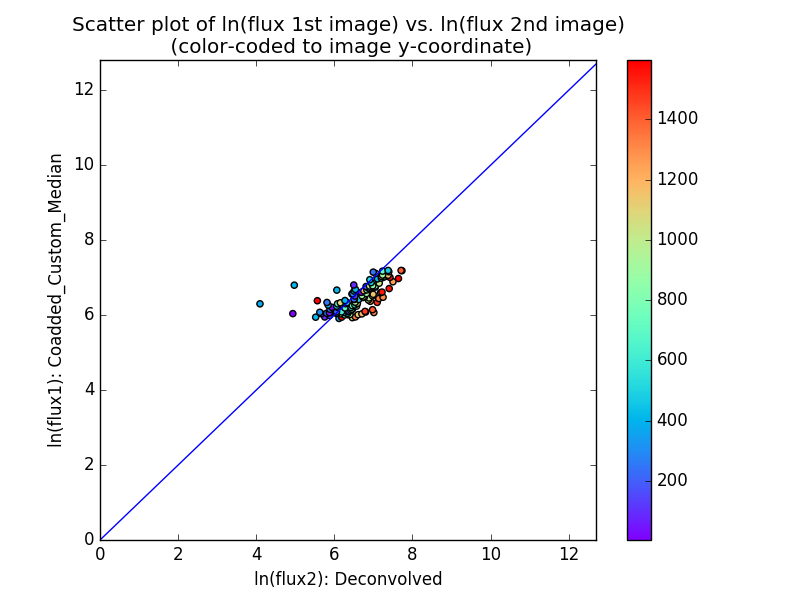 Scatter plot of ln(flux 1st image) vs. ln(flux 2nd image)
(color-coded to image y-coordinate)
12
10
8
6
4
2
0
ln(flux1): Coadded_Custom_Median
0 2 4 6 8 10 12
ln(flux2): Deconvolved
1400
1200
1000
800
600
400
200